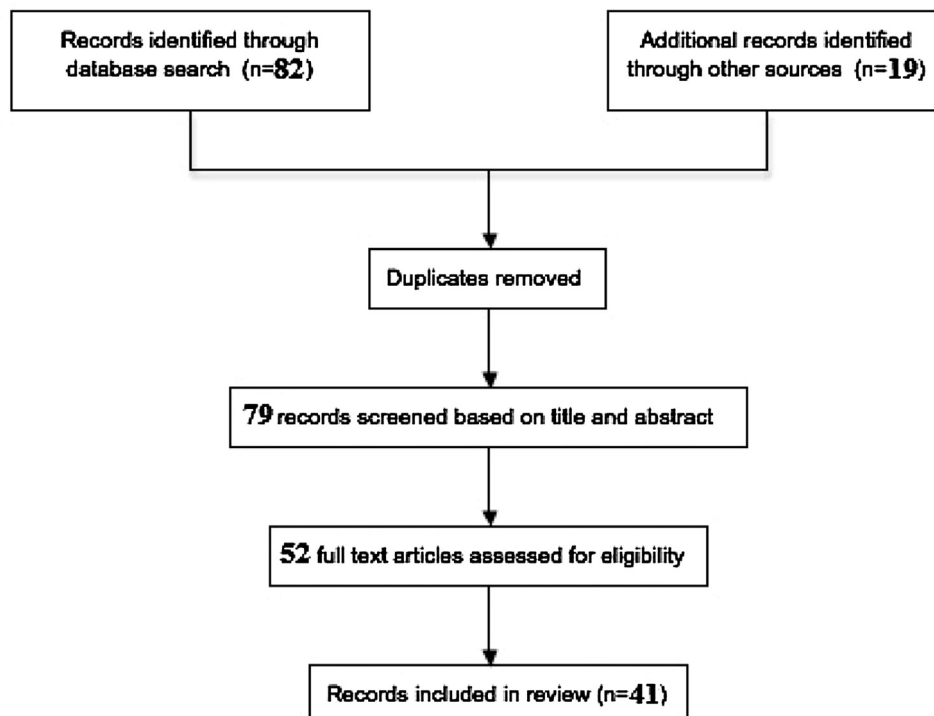 Records identified through
database search (n=82)
Additional records identified
through other sources (n=19)
Duplicates removed
79 records screened based on title and abstract
52 full text articles assessed for eligibility
Records included in review (n=41)